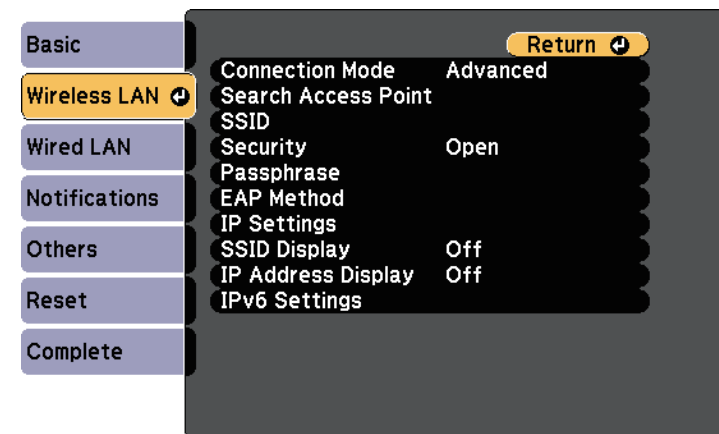 Basic
Wireless LAN
Wired LAN
Notifications
Others
Reset
Complete
Return
Connection Mode Advanced
Search Access Point
SSID
Security Open
Passphrase
EAP Method
IP Settings
SSID Display Off
IP Address Display Off
IPv6 Settings